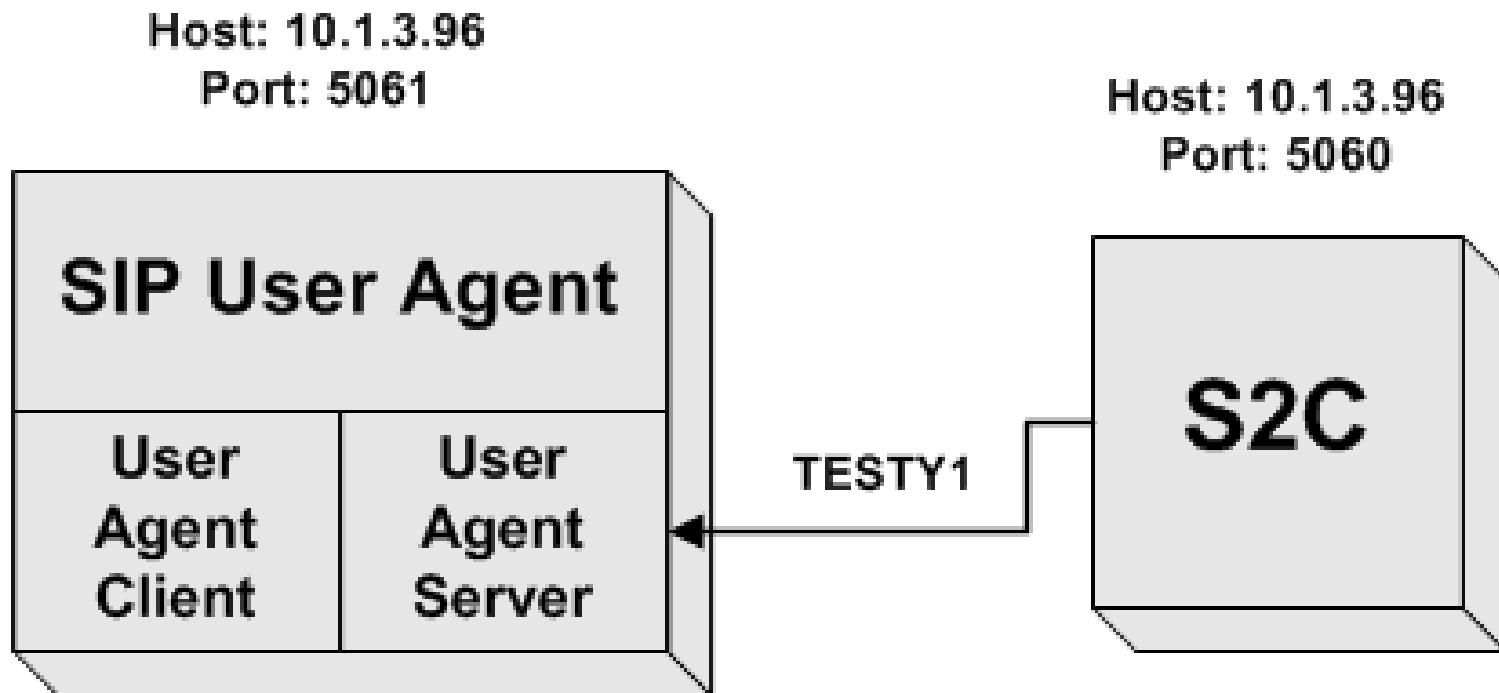 Host: 10.1.3.96
Port: 5061
Host: 10.1.3.96
Port: 5060
SIP User Agent
User
Agent
Client
User
Agent
Server
TESTY1
S2C